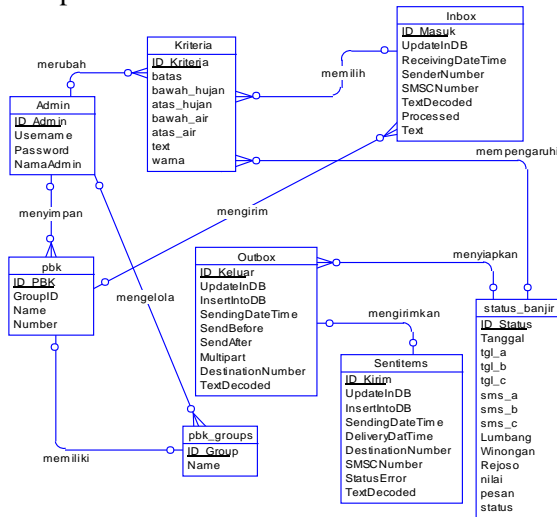 Kriteria
ID_Kriteria
batas
bawah_hujan
atas_hujan
bawah_air
atas_air
text
warna
Inbox
ID_Masuk
UpdateInDB
ReceivingDateTime
SenderNumber
SMSCNumber
TextDecoded
Processed
Text
merubah
memilih
Admin
ID_Admin
Username
Password
NamaAdmin
mempengaruhi
menyimpan
mengirim
pbk
ID_PBK
GroupID
Name
Number
mengelola
Outbox
ID_Keluar
UpdateInDB
InsertIntoDB
SendingDateTime
SendBefore
SendAfter
Multipart
DestinationNumber
TextDecoded
menyiapkan
mengirimkan
status_banjir
ID_Status
Tanggal
tgl_a
tgl_b
tgl_c
sms_a
sms_b
sms_c
Lumbang
Winongan
Rejoso
nilai
pesan
status
Sentitems
ID_Kirim
UpdateInDB
InsertIntoDB
SendingDateTime
DeliveryDatTime
DestinationNumber
SMSCNumber
StatusError
TextDecoded
pbk_groups
ID_Group
Name
memiliki